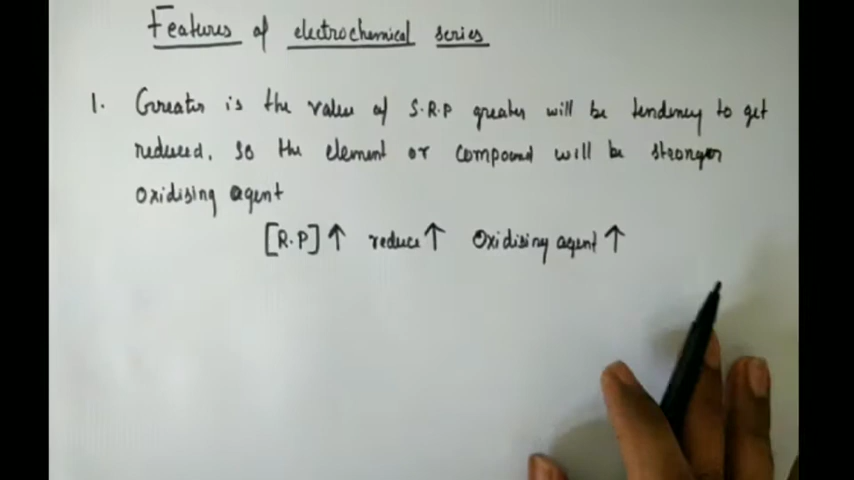 Features of electrochemical series
1. Greater is the value of S.R.P greater will be tendency to get
reduced. So the element or compound will be stronger
oxidising agent
[R.P] ↑ reduce ↑ Oxidising agent ↑